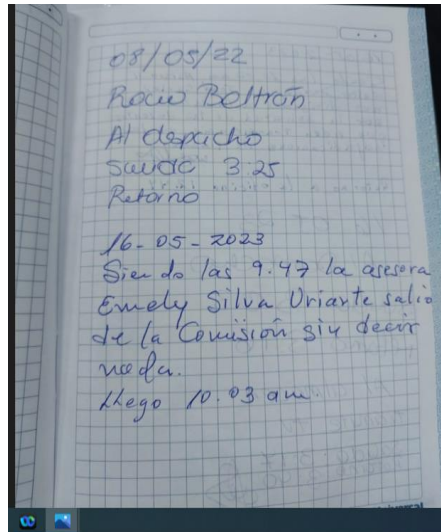 08/05/22
Rocio Beltrán
Al despacho
salida 3:25
Retorno
16-05-2023
Siendo las 9.47 la asesora
Emely Silva Uriarte salio
de la Comisión sin decir
nada.
LLego 10.03 am.